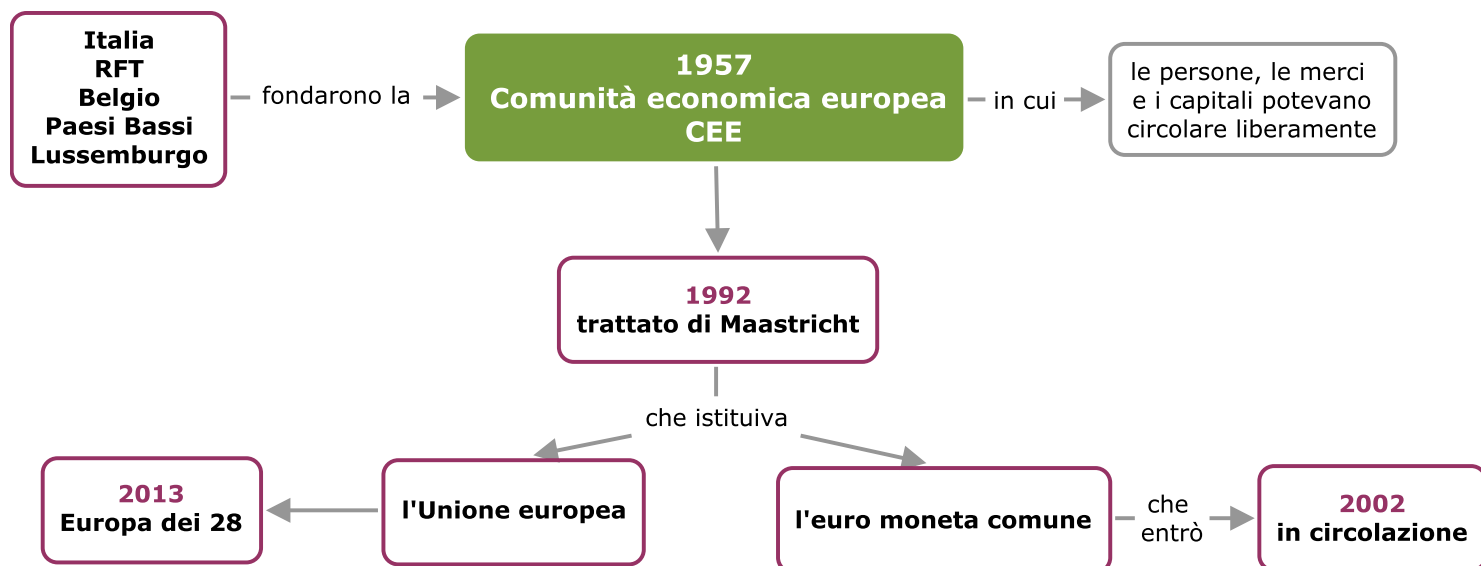 Italia
RFT
Belgio
Paesi Bassi
Lussemburgo
fondarono la
1957
Comunità economica europea
CEE
in cui
le persone, le merci
e i capitali potevano
circolare liberamente
1992
trattato di Maastricht
che istituiva
2013
Europa dei 28
l'Unione europea
l'euro moneta comune
che
entrò
2002
in circolazione